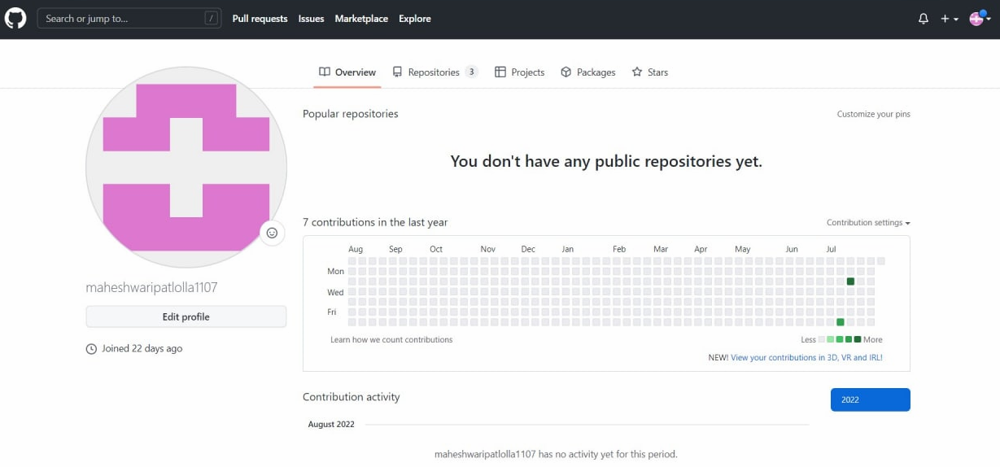 Search or jump to... /
Pull requests Issues Marketplace Explore
Overview Repositories 3 Projects Packages Stars
Popular repositories
Customize your pins
You don't have any public repositories yet.
maheshwaripatlolla1107
Edit profile
Joined 22 days ago
7 contributions in the last year
Contribution settings
Aug Sep Oct Nov Dec Jan Feb Mar Apr May Jun Jul
Mon
Wed
Fri
Learn how we count contributions
Less More
NEW! View your contributions in 3D, VR and IRL!
Contribution activity
2022
August 2022
maheshwaripatlolla1107 has no activity yet for this period.